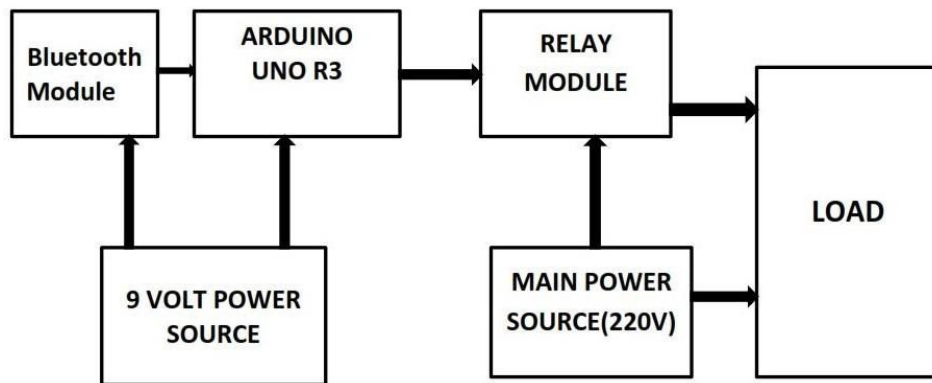 Bluetooth
Module
ARDUINO
UNO R3
RELAY
MODULE
LOAD
9 VOLT POWER
SOURCE
MAIN POWER
SOURCE(220V)